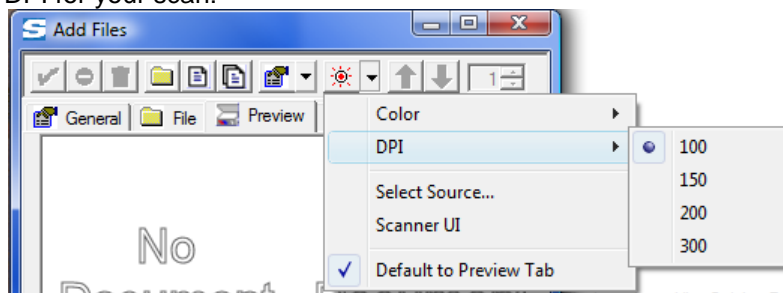 DPI for your scan.
Add Files
1
General File Preview
Color
DPI
100
150
Select Source...
200
Scanner UI
300
No
Default to Preview Tab
Document